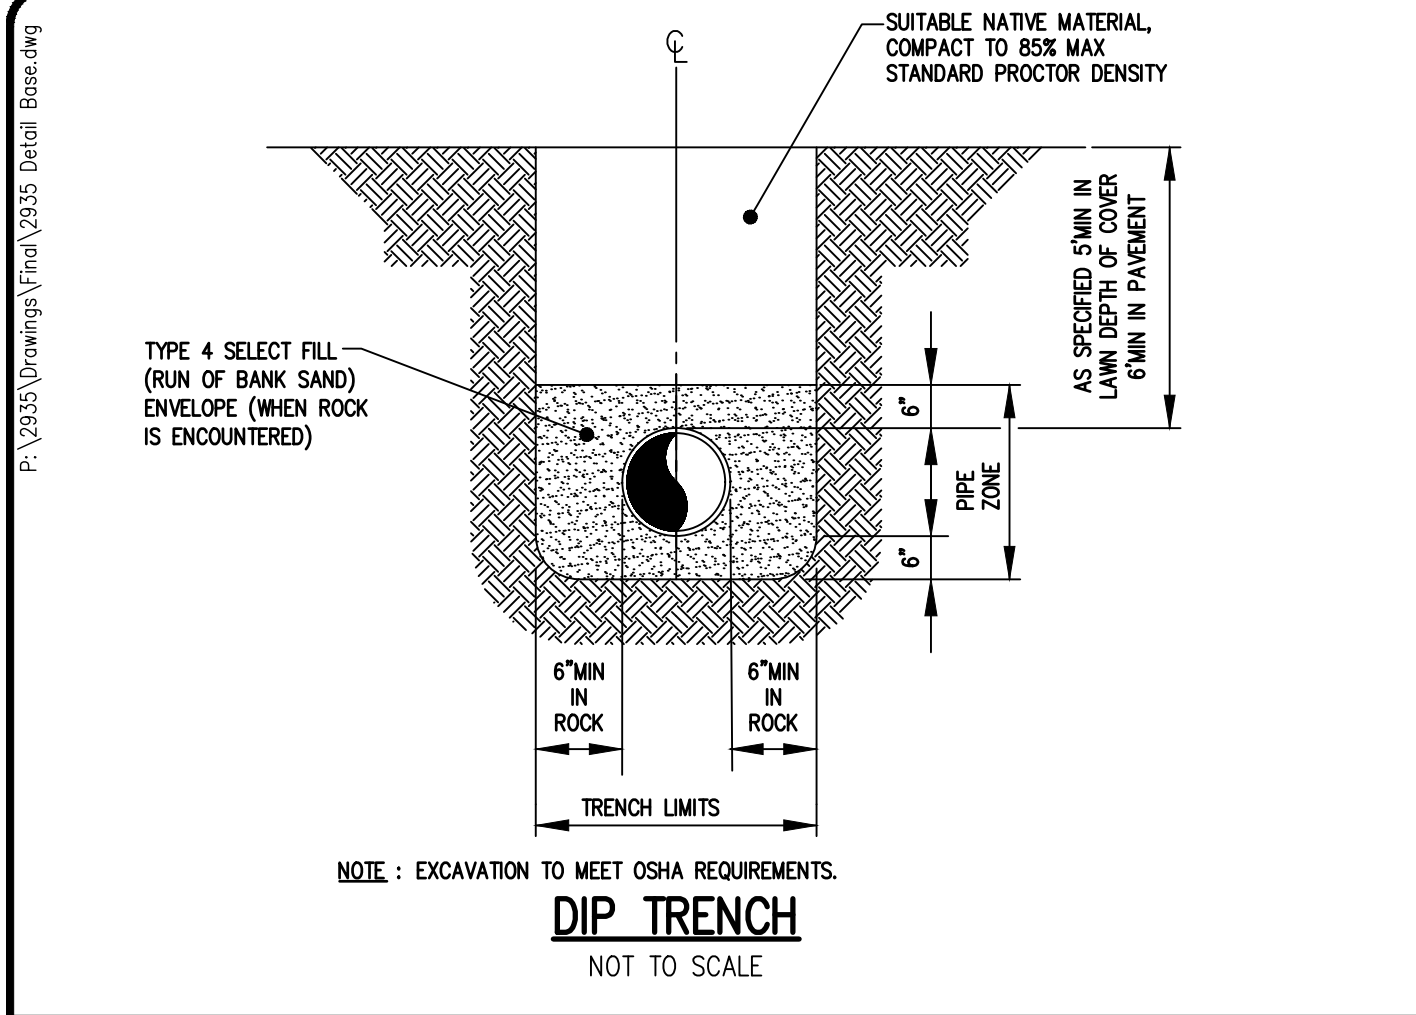 P:\2935\Drawings\Final\2935 Detail Base.dwg
CL
SUITABLE NATIVE MATERIAL,
COMPACT TO 85% MAX
STANDARD PROCTOR DENSITY
AS SPECIFIED 5'MIN IN
LAWN DEPTH OF COVER
6'MIN IN PAVEMENT
TYPE 4 SELECT FILL
(RUN OF BANK SAND)
ENVELOPE (WHEN ROCK
IS ENCOUNTERED)
6"
PIPE
ZONE
6"
6"MIN
IN
ROCK
6"MIN
IN
ROCK
TRENCH LIMITS
NOTE : EXCAVATION TO MEET OSHA REQUIREMENTS.
DIP TRENCH
NOT TO SCALE